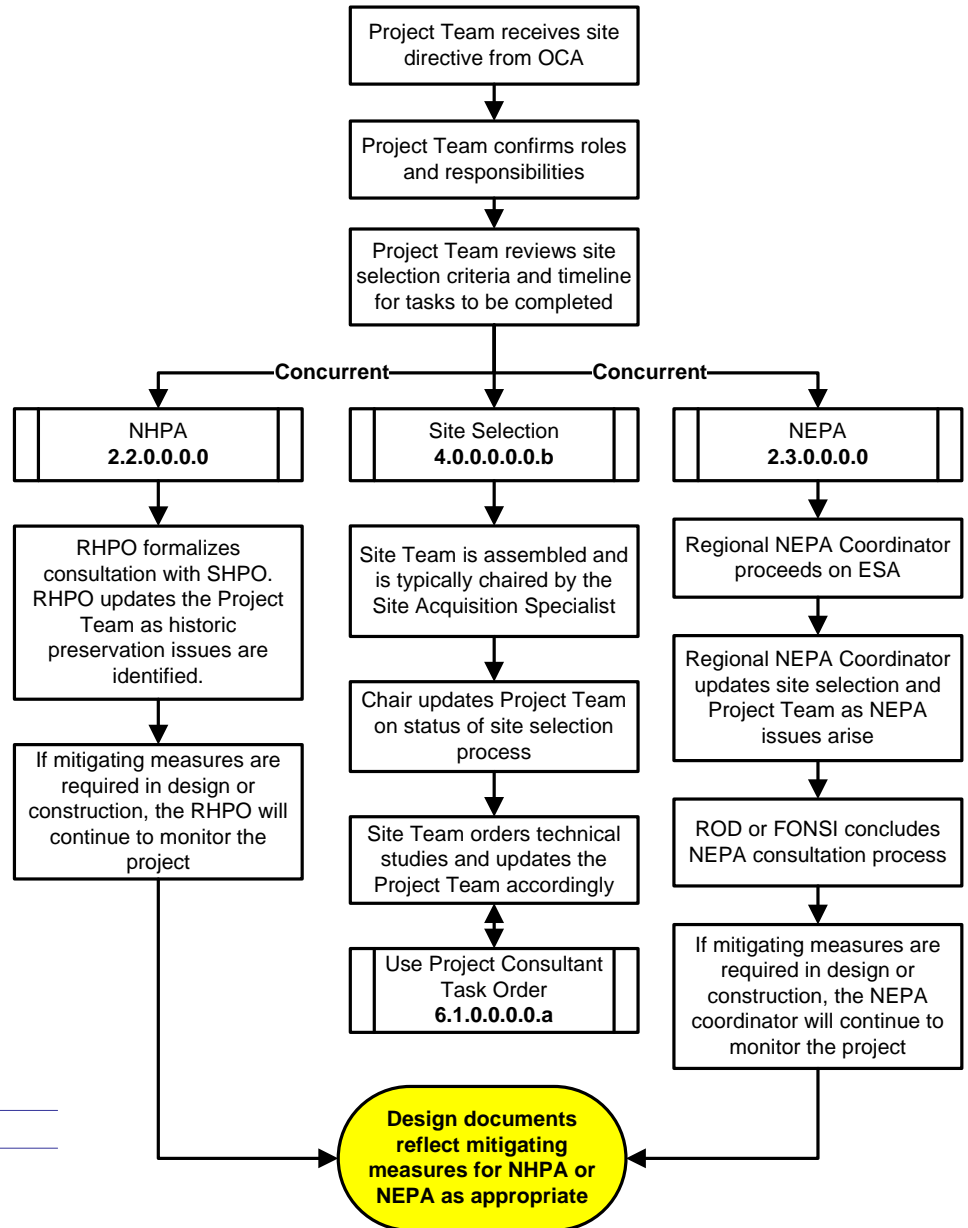 Project Team receives site
directive from OCA
Project Team confirms roles
and responsibilities
Project Team reviews site
selection criteria and timeline
for tasks to be completed
Concurrent
Concurrent
NHPA
2.2.0.0.0.0
RHPO formalizes
consultation with SHPO.
RHPO updates the Project
Team as historic
preservation issues are
identified.
If mitigating measures are
required in design or
construction, the RHPO will
continue to monitor the
project
Site Selection
4.0.0.0.0.0.b
Site Team is assembled and
is typically chaired by the
Site Acquisition Specialist
Chair updates Project Team
on status of site selection
process
Site Team orders technical
studies and updates the
Project Team accordingly
Use Project Consultant
Task Order
6.1.0.0.0.0.a
NEPA
2.3.0.0.0.0
Regional NEPA Coordinator
proceeds on ESA
Regional NEPA Coordinator
updates site selection and
Project Team as NEPA
issues arise
ROD or FONSI concludes
NEPA consultation process
If mitigating measures are
required in design or
construction, the NEPA
coordinator will continue to
monitor the project
Design documents
reflect mitigating
measures for NHPA or
NEPA as appropriate